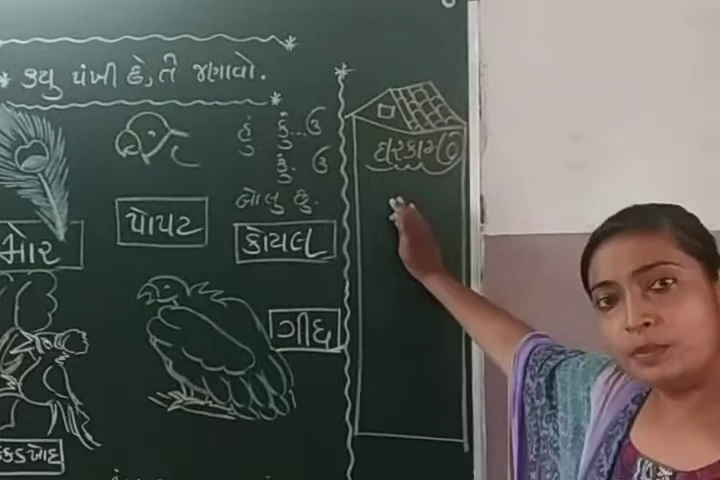 * કયુ પંખી છે, તે જણાવો.
હું કુઁ...ઉ
કુઁ. ઉ
બોલુ છુ.
મોર
પોપટ
કોયલ
ગીધ
ઘરકામ